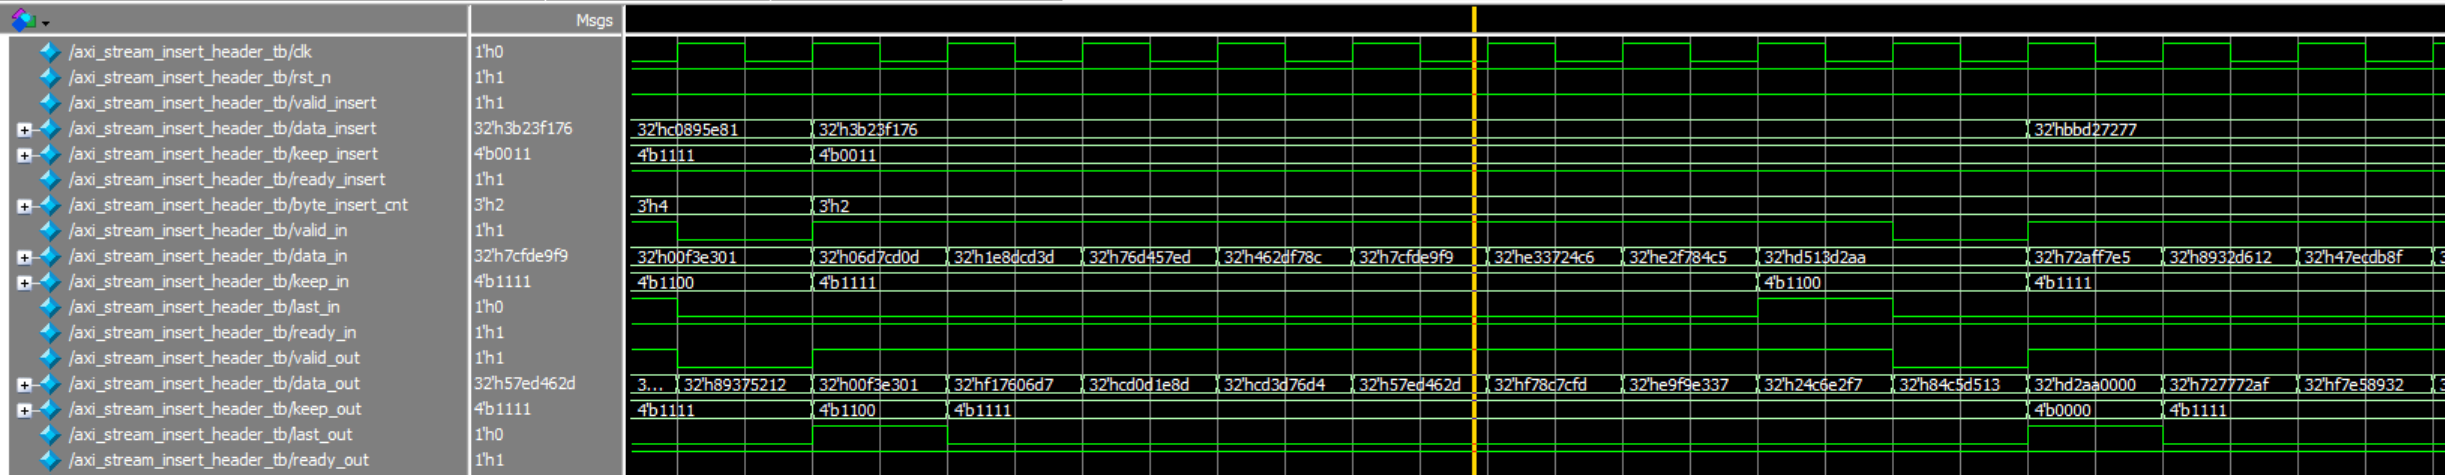 Msgs
/axi_stream_insert_header_tb/clk 1'h0
/axi_stream_insert_header_tb/rst_n 1'h1
/axi_stream_insert_header_tb/valid_insert 1'h1
/axi_stream_insert_header_tb/data_insert 32'h3b23f176 32'hc0895e81 32'h3b23f176 32'hbbd27277
/axi_stream_insert_header_tb/keep_insert 4'b0011 4'b1111 4'b0011
/axi_stream_insert_header_tb/ready_insert 1'h1
/axi_stream_insert_header_tb/byte_insert_cnt 3'h2 3'h4 3'h2
/axi_stream_insert_header_tb/valid_in 1'h1
/axi_stream_insert_header_tb/data_in 32'h7cfde9f9 32'h00f3e301 32'h06d7cd0d 32'h1e8dcd3d 32'h76d457ed 32'h462df78c 32'h7cfde9f9 32'he33724c6 32'he2f784c5 32'hd513d2aa 32'h72aff7e5 32'h8932d612 32'h47ecdb8f 3
/axi_stream_insert_header_tb/keep_in 4'b1111 4'b1100 4'b1111 4'b1100 4'b1111
/axi_stream_insert_header_tb/last_in 1'h0
/axi_stream_insert_header_tb/ready_in 1'h1
/axi_stream_insert_header_tb/valid_out 1'h1
/axi_stream_insert_header_tb/data_out 32'h57ed462d 3... 32'h89375212 32'h00f3e301 32'hf17606d7 32'hcd0d1e8d 32'hcd3d76d4 32'h57ed462d 32'hf78c7cfd 32'he9f9e337 32'h24c6e2f7 32'h84c5d513 32'hd2aa0000 32'h727772af 32'hf7e58932 3
/axi_stream_insert_header_tb/keep_out 4'b1111 4'b1111 4'b1100 4'b1111 4'b0000 4'b1111
/axi_stream_insert_header_tb/last_out 1'h0
/axi_stream_insert_header_tb/ready_out 1'h1